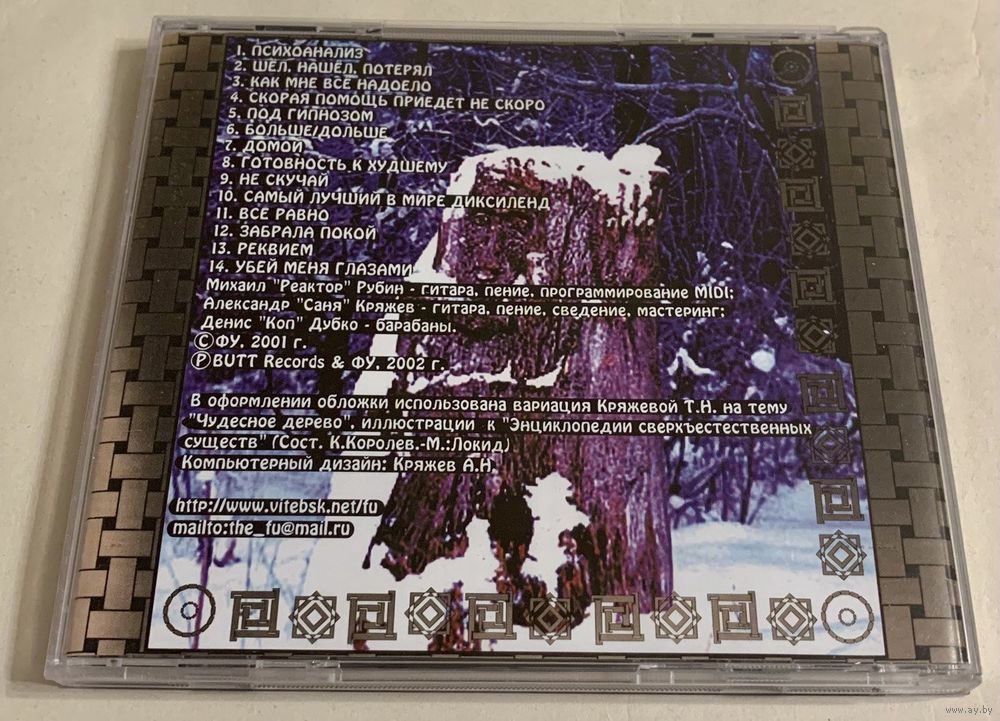 1. ПСИХОАНАЛИЗ
2. ШЁЛ, НАШЁЛ, ПОТЕРЯЛ
3. КАК МНЕ ВСЁ НАДОЕЛО
4. СКОРАЯ ПОМОЩЬ ПРИЕДЕТ НЕ СКОРО
5. ПОД ГИПНОЗОМ
6. БОЛЬШЕ/ДОЛЬШЕ
7. ДОМОЙ
8. ГОТОВНОСТЬ К ХУДШЕМУ
9. НЕ СКУЧАЙ
10. САМЫЙ ЛУЧШИЙ В МИРЕ ДИКСИЛЕНД
11. ВСЁ РАВНО
12. ЗАБРАЛА ПОКОЙ
13. РЕКВИЕМ
14. УБЕЙ МЕНЯ ГЛАЗАМИ
Михаил "Реактор" Рубин - гитара, пение, программирование MIDI;
Александр "Саня" Кряжев - гитара, пение, сведение, мастеринг;
Денис "Коп" Дубко - барабаны.
©ФУ, 2001 г.
℗BUTT Records & ФУ, 2002 г.
В оформлении обложки использована вариация Кряжевой Т.Н. на тему
"Чудесное дерево", иллюстрации к "Энциклопедии сверхъестественных
существ" (Сост. К.Королев.-М.:Локид)
Компьютерный дизайн: Кряжев А.Н.
http://www.vitebsk.net/fu
mailto:the_fu@mail.ru
www.ay.by